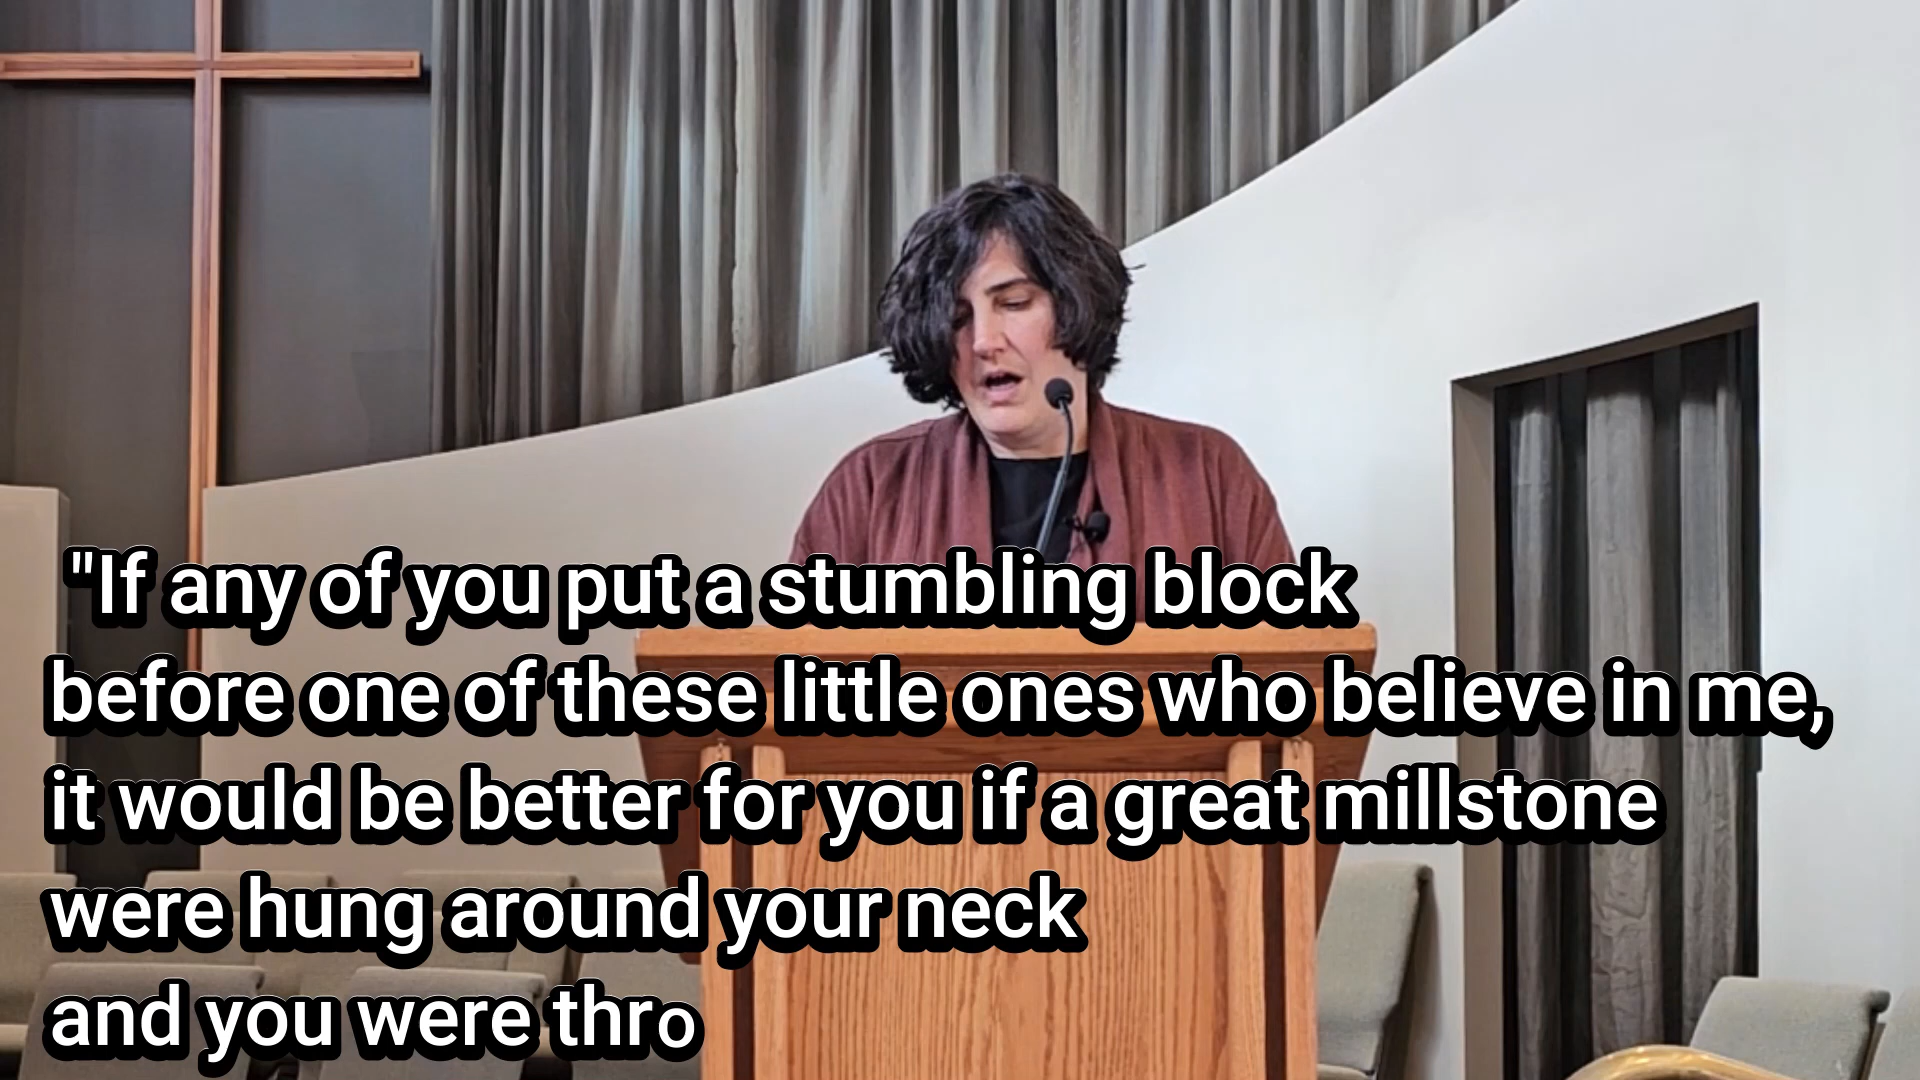 "If any of you put a stumbling block
before one of these little ones who believe in me,
it would be better for you if a great millstone
were hung around your neck
and you were thro